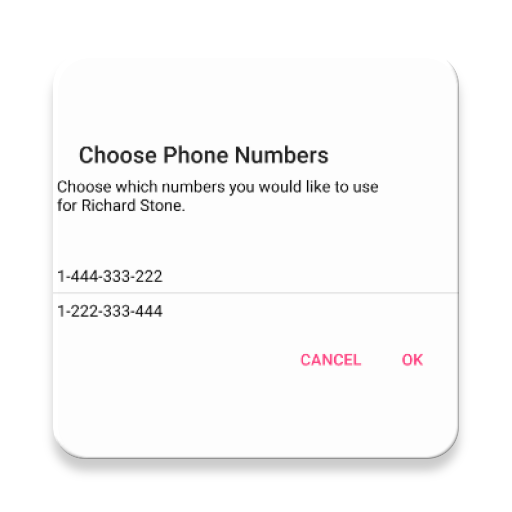 Choose Phone Numbers
Choose which numbers you would like to use
for Richard Stone.
1-444-333-222
1-222-333-444
CANCEL OK